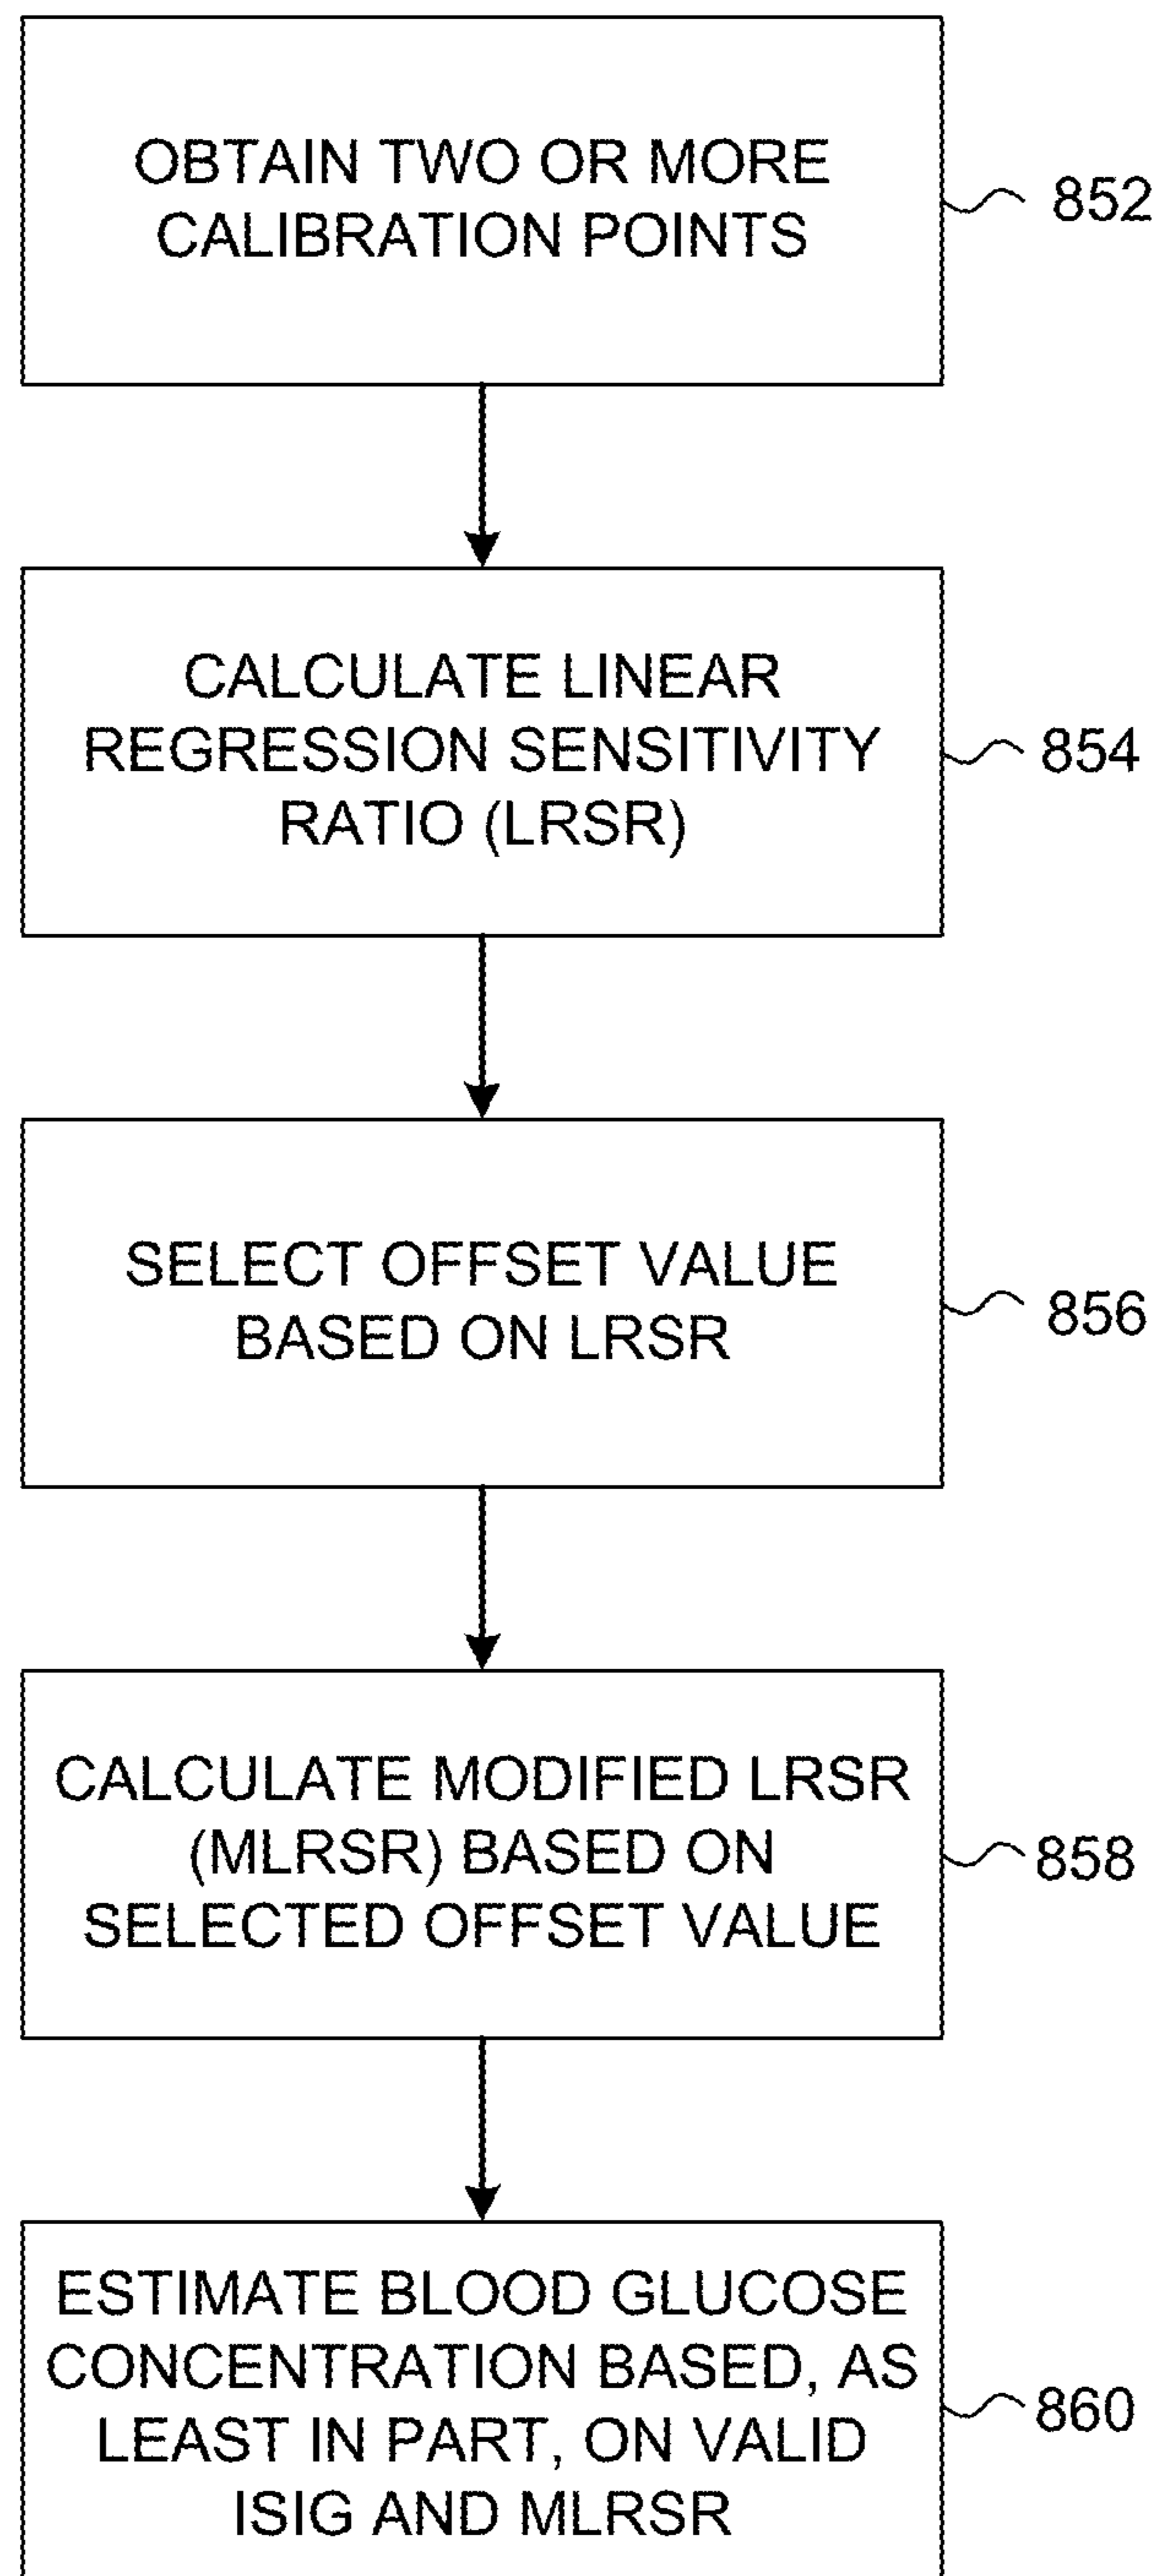 OBTAIN TWO OR MORE
CALIBRATION POINTS
852
CALCULATE LINEAR
REGRESSION SENSITIVITY
RATIO (LRSR)
854
SELECT OFFSET VALUE
BASED ON LRSR
856
CALCULATE MODIFIED LRSR
(MLRSR) BASED ON
SELECTED OFFSET VALUE
858
ESTIMATE BLOOD GLUCOSE
CONCENTRATION BASED, AS
LEAST IN PART, ON VALID
ISIG AND MLRSR
860